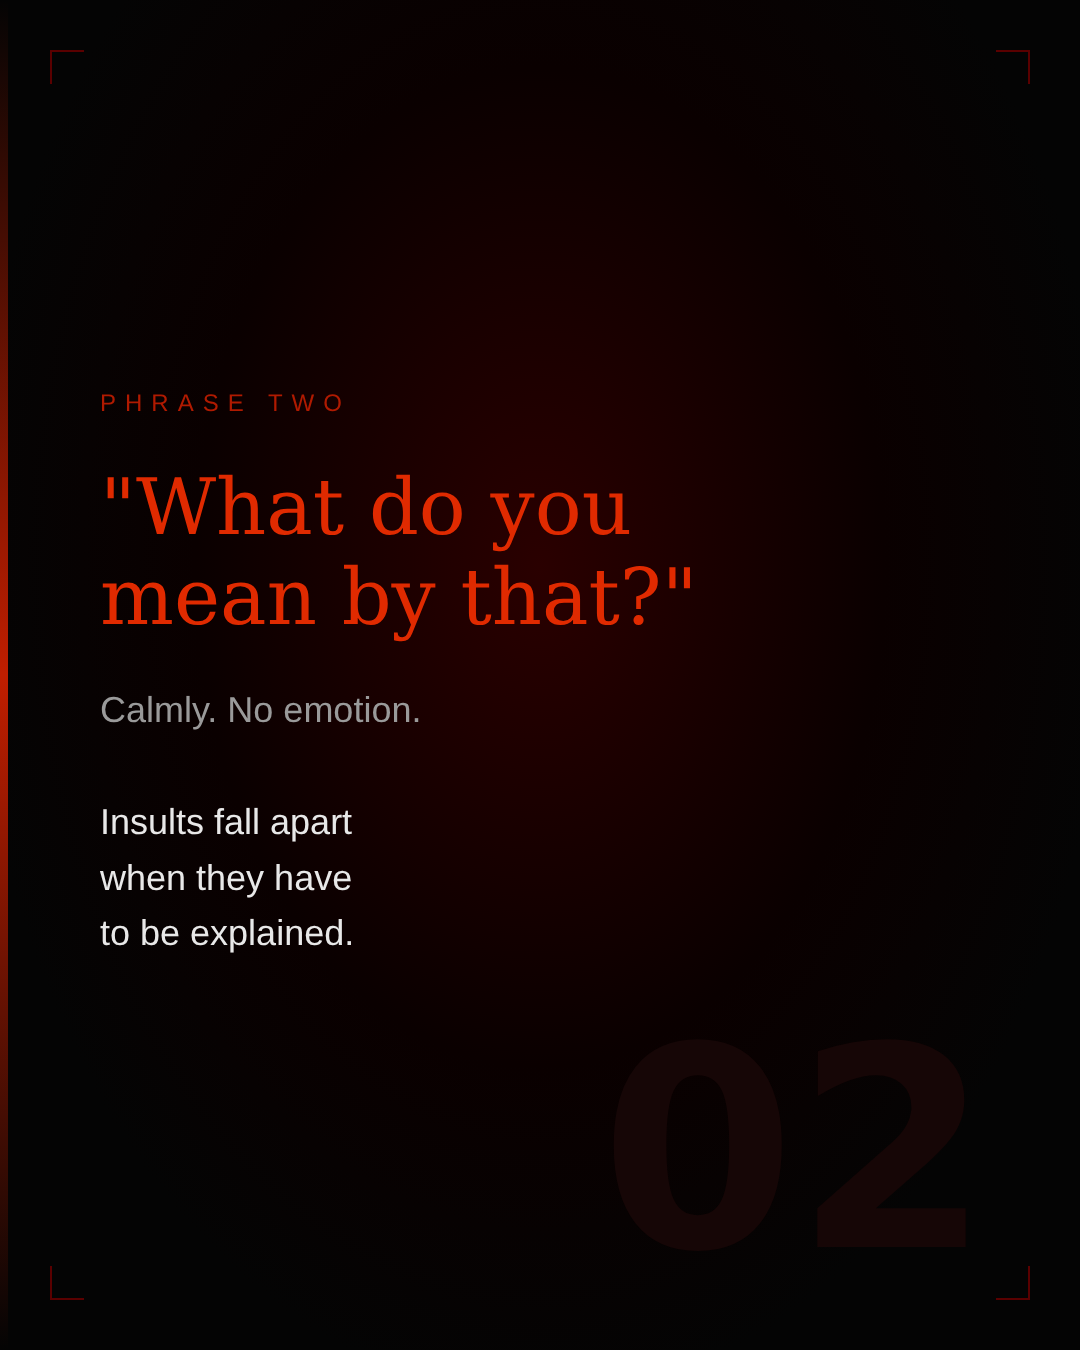 PHRASE TWO
"What do you
mean by that?"
Calmly. No emotion.
Insults fall apart
when they have
to be explained.
02